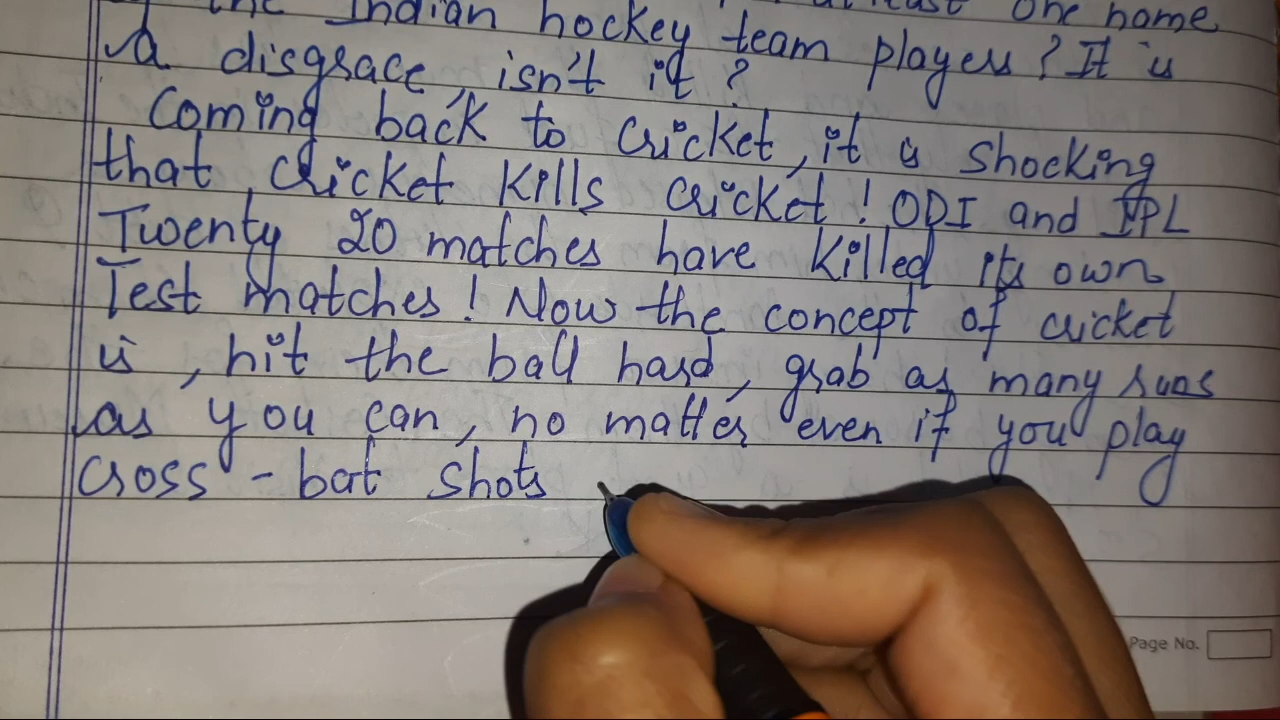 the Indian hockey team players? It is
a disgrace, isn't it?
Coming back to cricket, it is shocking
that, cricket kills cricket! ODI and IPL
Twenty 20 matches have killed its own
Test matches! Now the concept of cricket
is, hit the ball hard, grab as many runs
as you can, no matter even if you play
cross-bat shots
Page No.